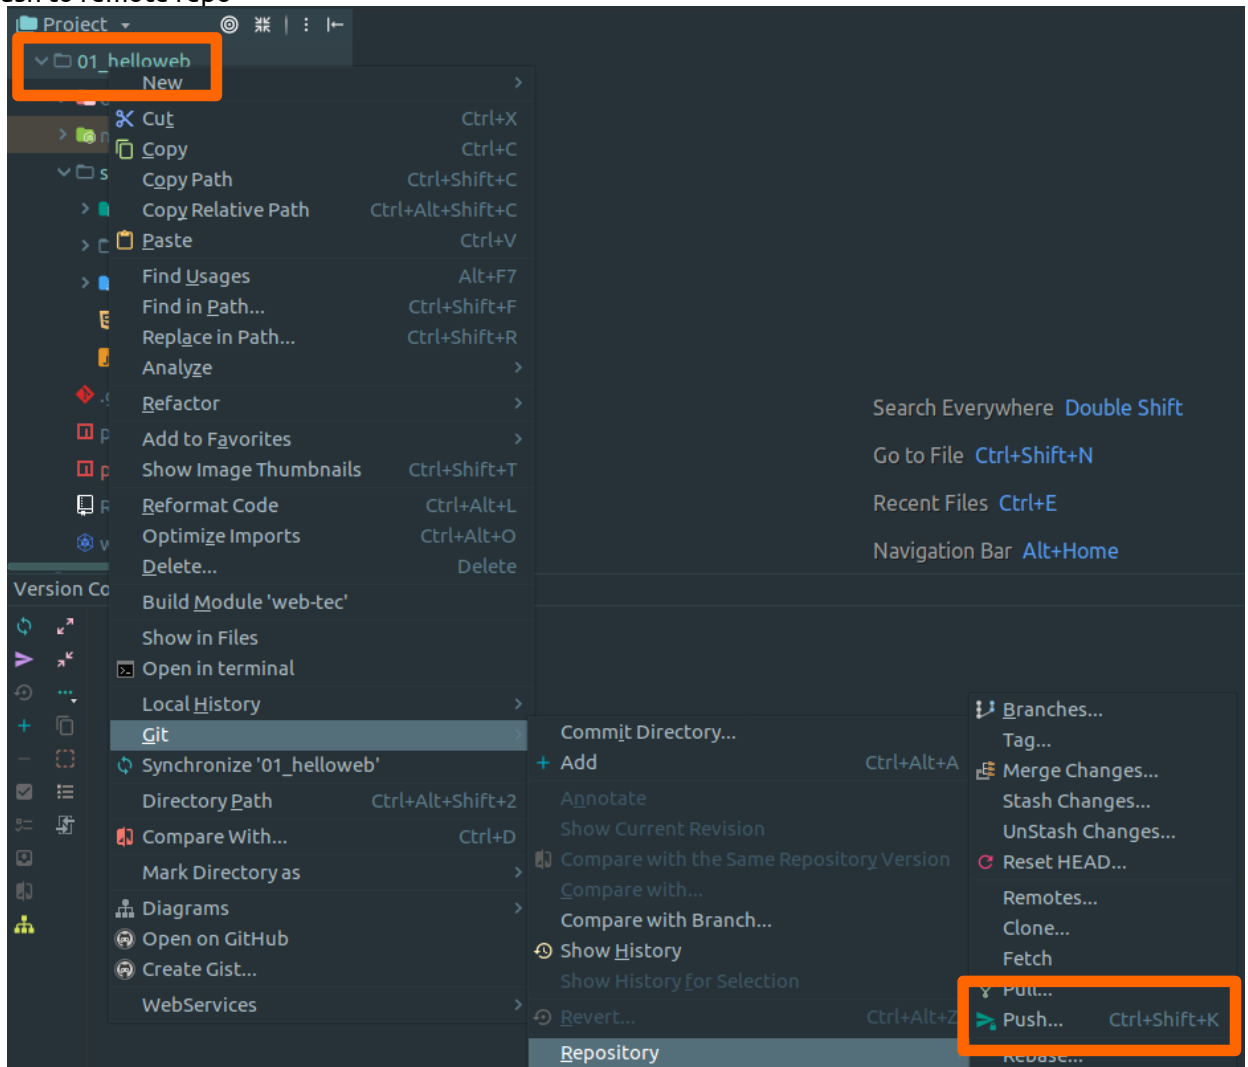 to remote repo
Project
01_helloweb
New
Cut Ctrl+X
Copy Ctrl+C
Copy Path Ctrl+Shift+C
Copy Relative Path Ctrl+Alt+Shift+C
Paste Ctrl+V
Find Usages Alt+F7
Find in Path... Ctrl+Shift+F
Replace in Path... Ctrl+Shift+R
Analyze
Refactor
Add to Favorites
Show Image Thumbnails Ctrl+Shift+T
Reformat Code Ctrl+Alt+L
Optimize Imports Ctrl+Alt+O
Delete... Delete
Build Module 'web-tec'
Show in Files
Open in terminal
Local History
Git
Synchronize '01_helloweb'
Directory Path Ctrl+Alt+Shift+2
Compare With... Ctrl+D
Mark Directory as
Diagrams
Open on GitHub
Create Gist...
WebServices
Search Everywhere Double Shift
Go to File Ctrl+Shift+N
Recent Files Ctrl+E
Navigation Bar Alt+Home
Version Co
Commit Directory...
Add Ctrl+Alt+A
Annotate
Show Current Revision
Compare with the Same Repository Version
Compare with...
Compare with Branch...
Show History
Show History for Selection
Revert... Ctrl+Alt+Z
Repository
Branches...
Tag...
Merge Changes...
Stash Changes...
UnStash Changes...
Reset HEAD...
Remotes...
Clone...
Fetch
Pull...
Push... Ctrl+Shift+K
Rebase...